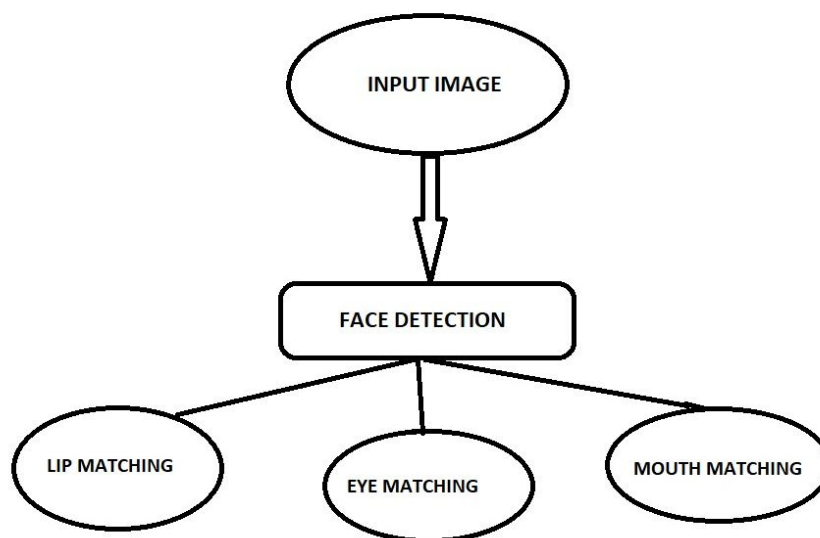 INPUT IMAGE
FACE DETECTION
LIP MATCHING
EYE MATCHING
MOUTH MATCHING